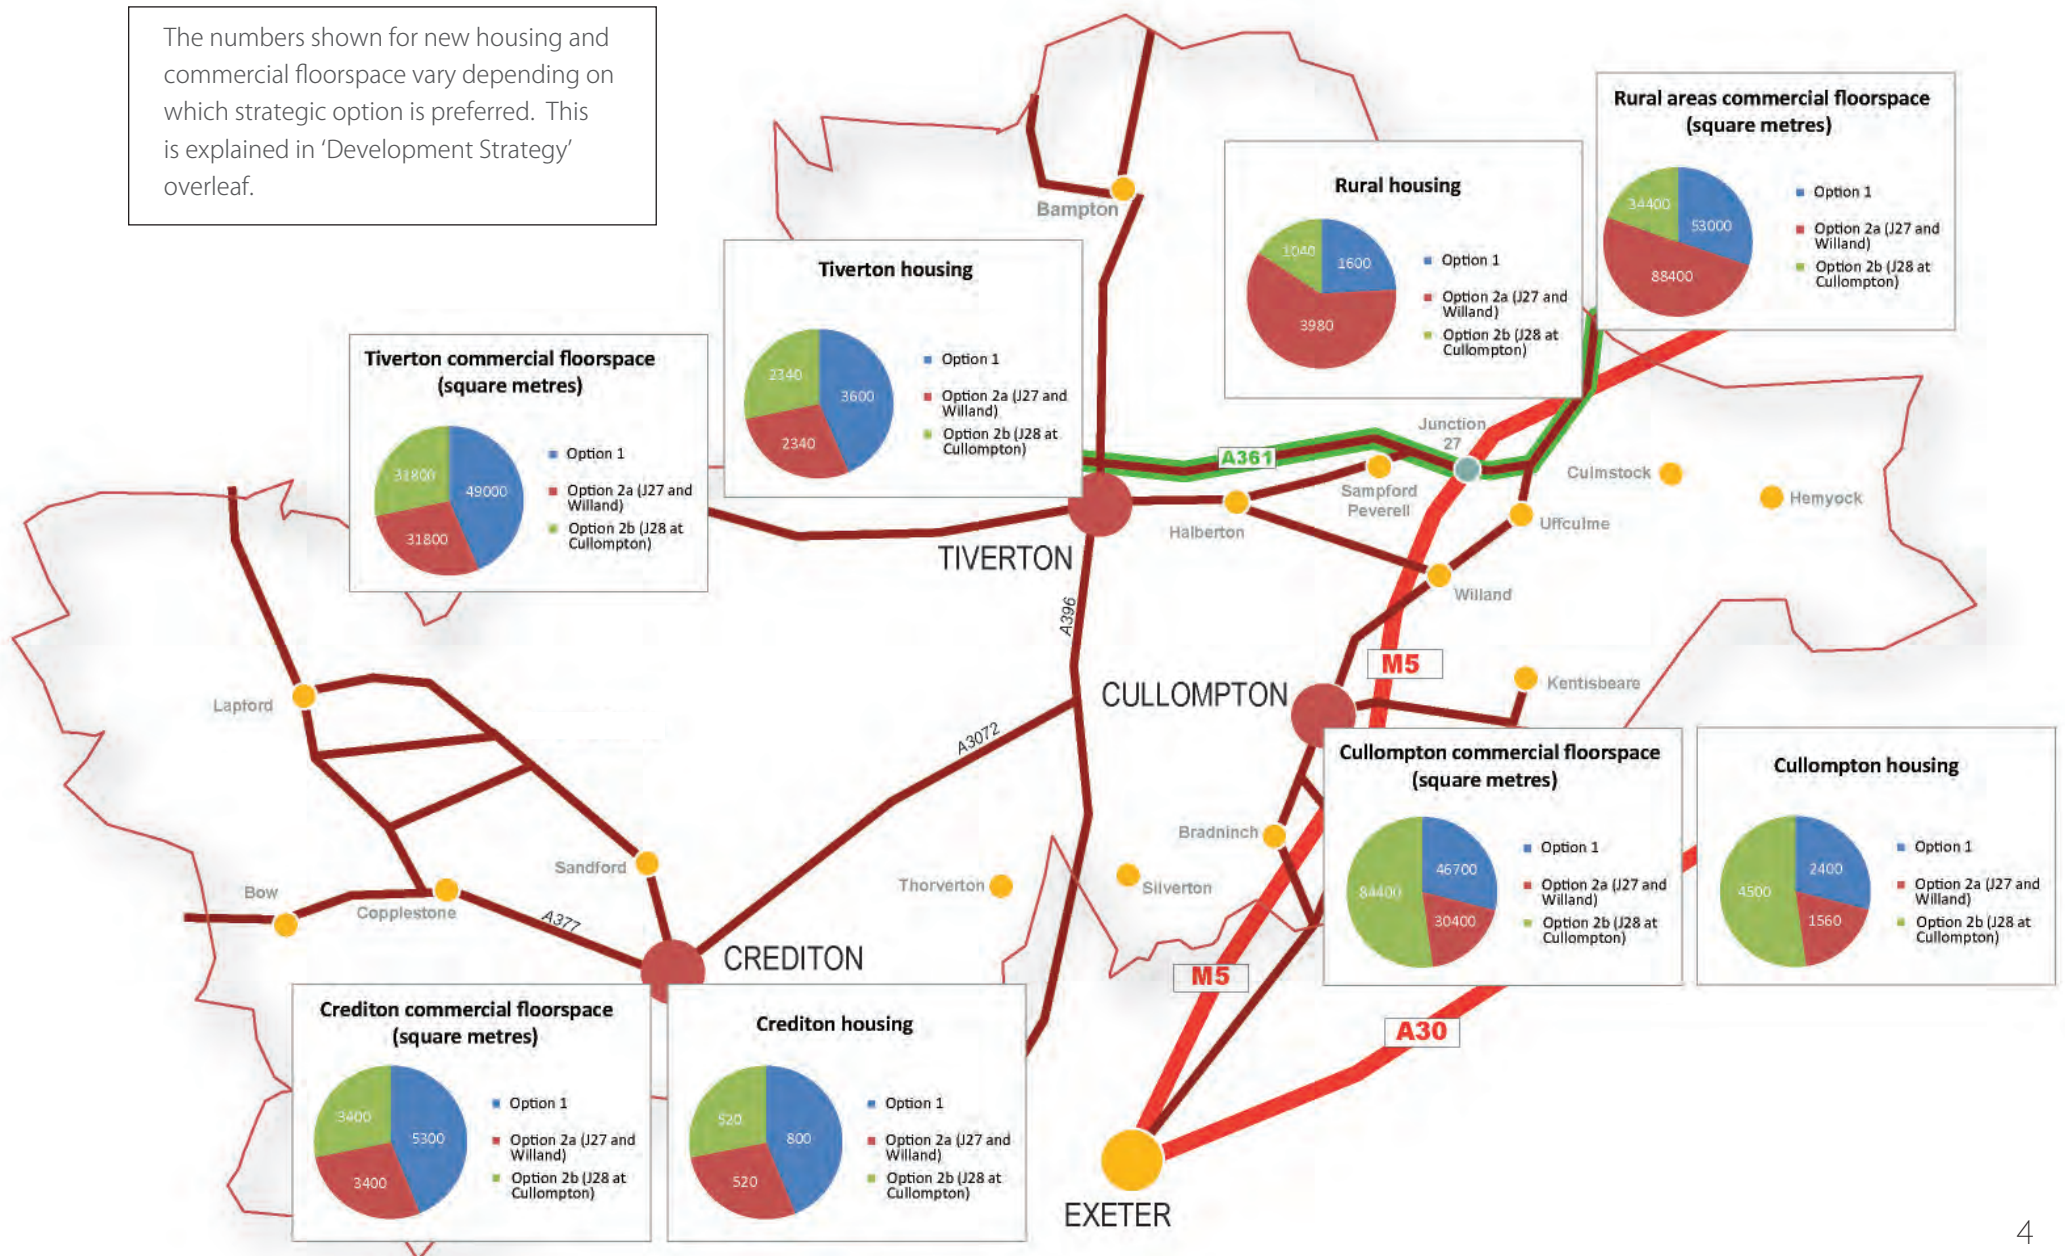 The numbers shown for new housing and
commercial floorspace vary depending on
which strategic option is preferred.  This
is explained in ‘Development Strategy’
overleaf.
Rural areas commercial floorspace
(square metres)
34400
53000
88400
Option 1
Option 2a (J27 and
Willand)
Option 2b (J28 at
Cullompton)
Rural housing
1040
1600
3980
Option 1
Option 2a (J27 and
Willand)
Option 2b (J28 at
Cullompton)
Bampton
Tiverton housing
2340
3600
2340
Option 1
Option 2a (J27 and
Willand)
Option 2b (J28 at
Cullompton)
Tiverton commercial floorspace
(square metres)
31800
49000
31800
Option 1
Option 2a (J27 and
Willand)
Option 2b (J28 at
Cullompton)
Junction
27
A361
Culmstock
Hemyock
Sampford
Peverell
Halberton
Uffculme
TIVERTON
Willand
A396
M5
CULLOMPTON
Kentisbeare
Lapford
A3072
Cullompton commercial floorspace
(square metres)
84400
46700
30400
Option 1
Option 2a (J27 and
Willand)
Option 2b (J28 at
Cullompton)
Cullompton housing
4500
2400
1560
Option 1
Option 2a (J27 and
Willand)
Option 2b (J28 at
Cullompton)
Bradninch
Sandford
Thorverton
Silverton
Bow
Copplestone
A377
CREDITON
M5
A30
Crediton commercial floorspace
(square metres)
3400
5300
3400
Option 1
Option 2a (J27 and
Willand)
Option 2b (J28 at
Cullompton)
Crediton housing
520
800
520
Option 1
Option 2a (J27 and
Willand)
Option 2b (J28 at
Cullompton)
EXETER
4